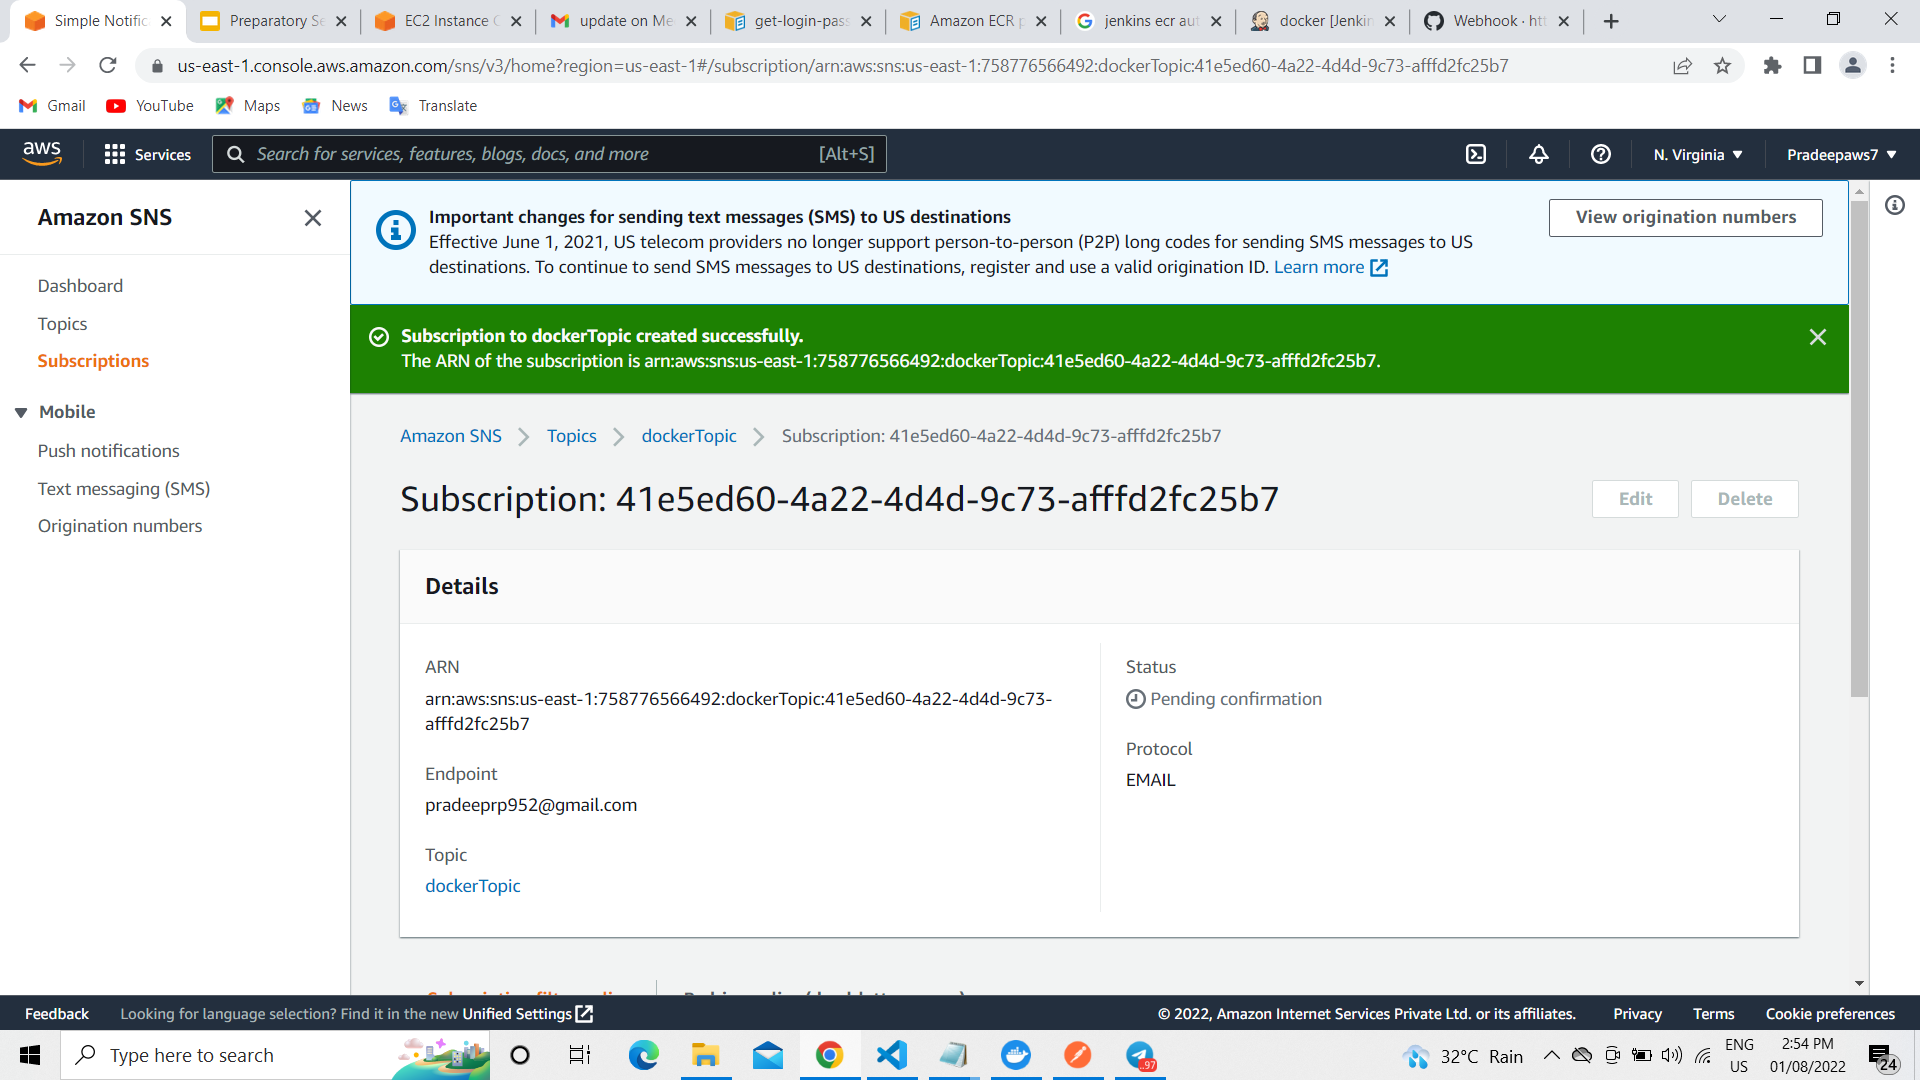 Simple Notific
Preparatory Se
EC2 Instance C
update on Me
get-login-pass
Amazon ECR p
jenkins ecr aut
docker [Jenkin
Webhook · htt
us-east-1.console.aws.amazon.com/sns/v3/home?region=us-east-1#/subscription/arn:aws:sns:us-east-1:758776566492:dockerTopic:41e5ed60-4a22-4d4d-9c73-afffd2fc25b7
Gmail
YouTube
Maps
News
Translate
aws
Services
Search for services, features, blogs, docs, and more
[Alt+S]
N. Virginia
Pradeepaws7
Amazon SNS
Dashboard
Topics
Subscriptions
Mobile
Push notifications
Text messaging (SMS)
Origination numbers
Important changes for sending text messages (SMS) to US destinations
Effective June 1, 2021, US telecom providers no longer support person-to-person (P2P) long codes for sending SMS messages to US
destinations. To continue to send SMS messages to US destinations, register and use a valid origination ID. Learn more
View origination numbers
Subscription to dockerTopic created successfully.
The ARN of the subscription is arn:aws:sns:us-east-1:758776566492:dockerTopic:41e5ed60-4a22-4d4d-9c73-afffd2fc25b7.
Amazon SNS
Topics
dockerTopic
Subscription: 41e5ed60-4a22-4d4d-9c73-afffd2fc25b7
Subscription: 41e5ed60-4a22-4d4d-9c73-afffd2fc25b7
Edit
Delete
Details
ARN
arn:aws:sns:us-east-1:758776566492:dockerTopic:41e5ed60-4a22-4d4d-9c73-
afffd2fc25b7
Endpoint
pradeeprp952@gmail.com
Topic
dockerTopic
Status
Pending confirmation
Protocol
EMAIL
Feedback
Looking for language selection? Find it in the new Unified Settings
© 2022, Amazon Internet Services Private Ltd. or its affiliates.
Privacy
Terms
Cookie preferences
Type here to search
..97
32°C Rain
ENG
US
2:54 PM
01/08/2022
24